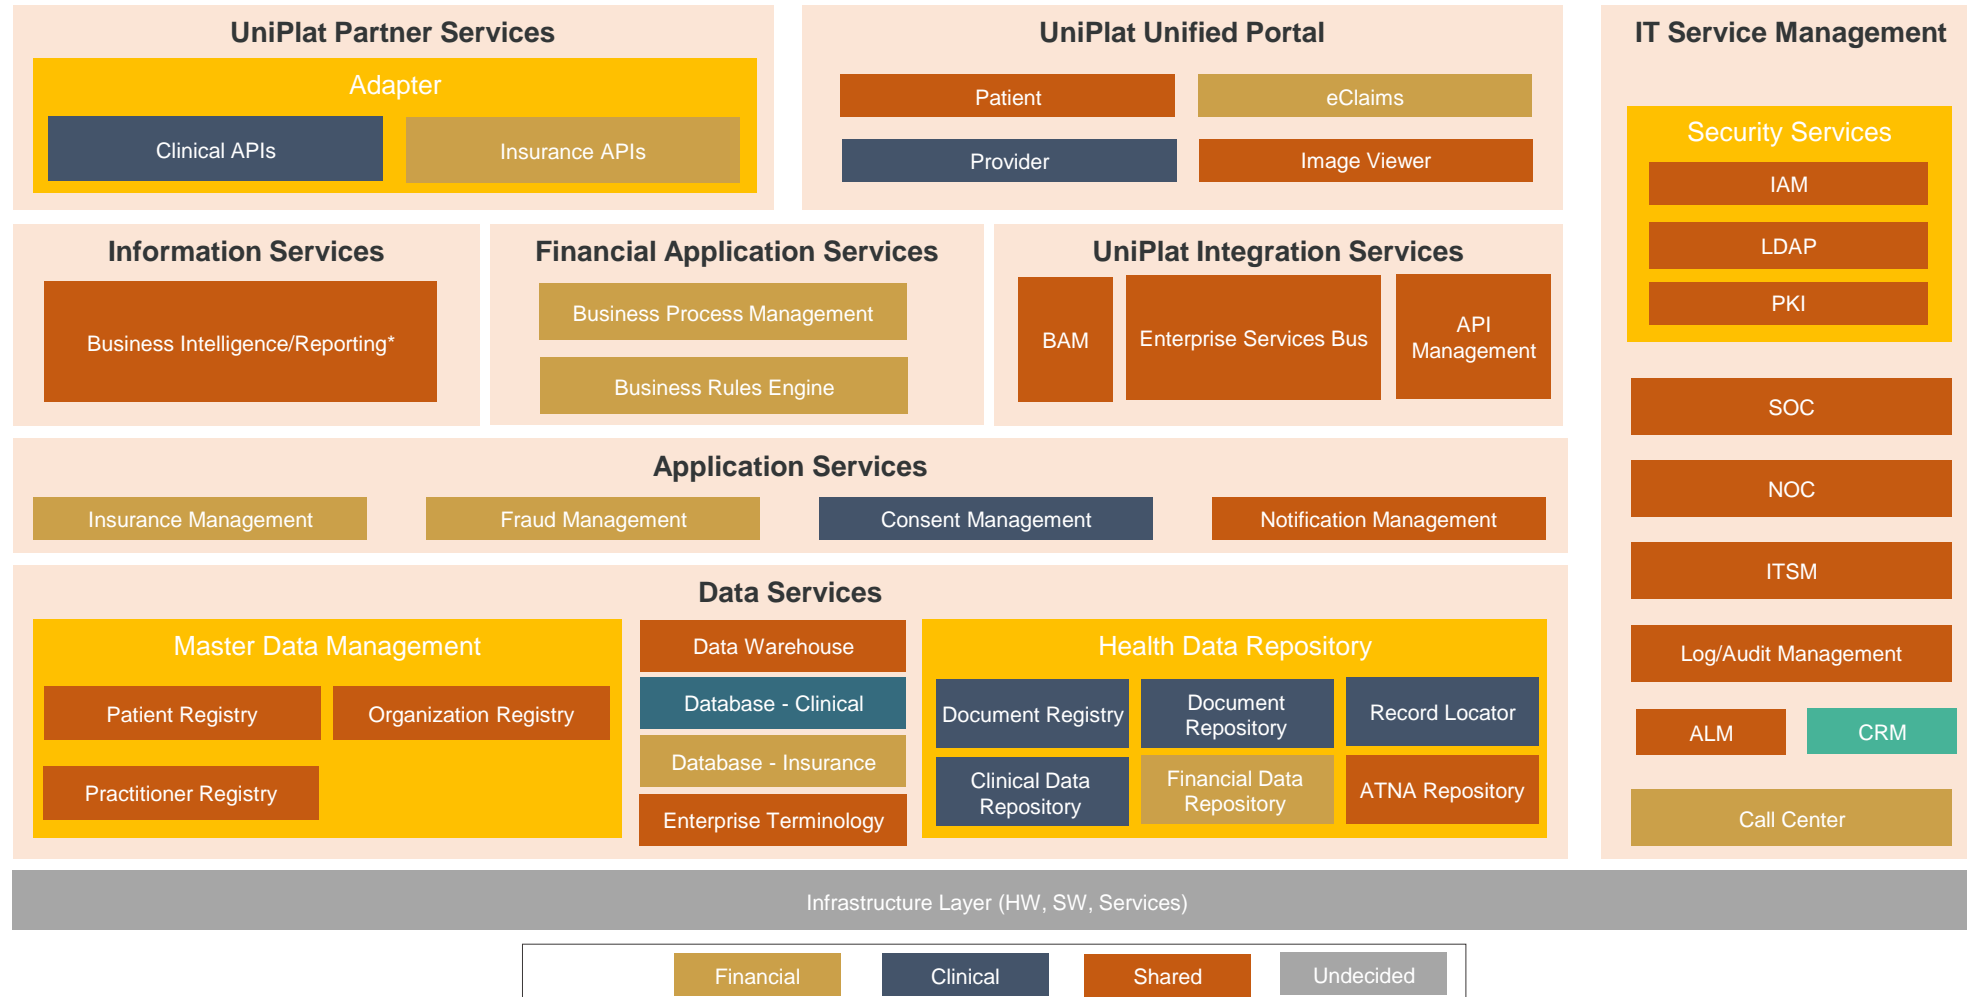 UniPlat Partner Services
Adapter
Clinical APIs
Insurance APIs
UniPlat Unified Portal
Patient
eClaims
Provider
Image Viewer
IT Service Management
Security Services
IAM
LDAP
PKI
SOC
NOC
ITSM
Log/Audit Management
ALM
CRM
Call Center
Information Services
Business Intelligence/Reporting*
Financial Application Services
Business Process Management
Business Rules Engine
UniPlat Integration Services
BAM
Enterprise Services Bus
API
Management
Application Services
Insurance Management
Fraud Management
Consent Management
Notification Management
Data Services
Master Data Management
Patient Registry
Organization Registry
Practitioner Registry
Data Warehouse
Database - Clinical
Database - Insurance
Enterprise Terminology
Health Data Repository
Document Registry
Document
Repository
Record Locator
Clinical Data
Repository
Financial Data
Repository
ATNA Repository
Infrastructure Layer (HW, SW, Services)
Financial
Clinical
Shared
Undecided